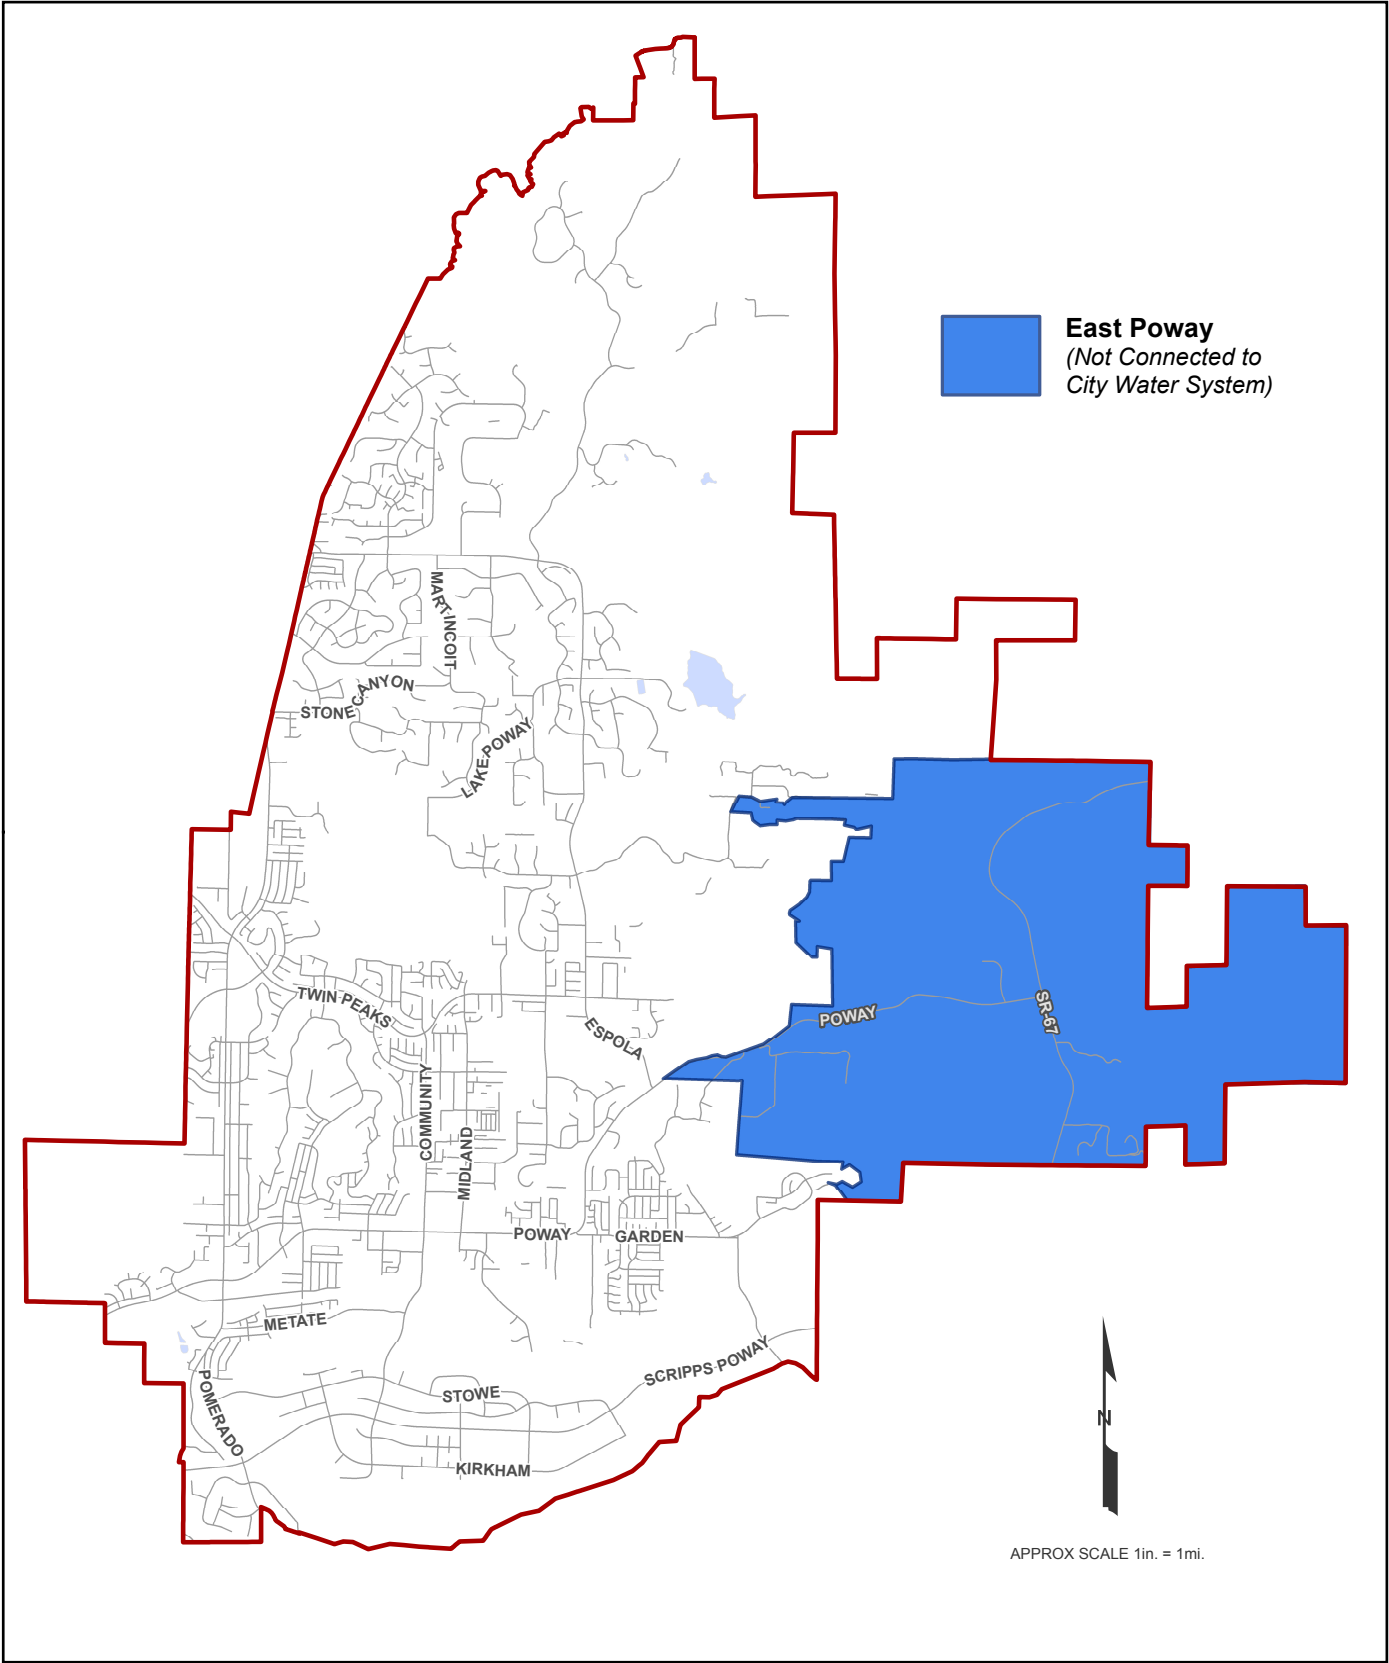 East Poway
(Not Connected to
City Water System)
MARTINCOIT
STONE CANYON
LAKE POWAY
TWIN PEAKS
ESPOLA
POWAY
SR-67
COMMUNITY
MIDLAND
POWAY
GARDEN
METATE
SCRIPPS POWAY
POMERADO
STOWE
KIRKHAM
N
APPROX SCALE 1in. = 1mi.